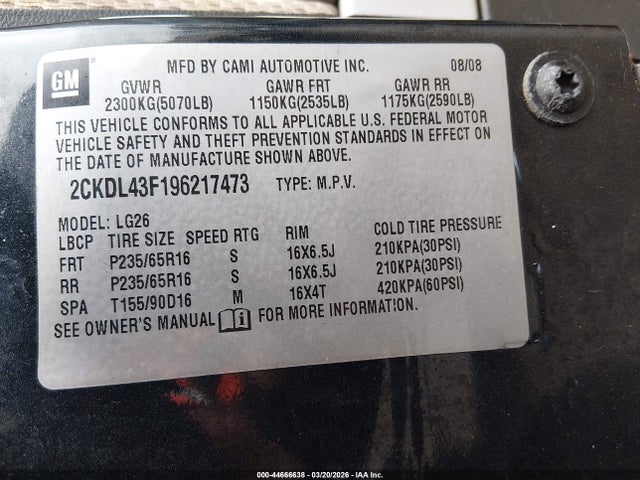 GM MFD BY CAMI AUTOMOTIVE INC. 08/08
GVWR GAWR FRT GAWR RR
2300KG(5070LB) 1150KG(2535LB) 1175KG(2590LB)
THIS VEHICLE CONFORMS TO ALL APPLICABLE U.S. FEDERAL MOTOR
VEHICLE SAFETY AND THEFT PREVENTION STANDARDS IN EFFECT ON
THE DATE OF MANUFACTURE SHOWN ABOVE.
2CKDL43F196217473 TYPE: M.P.V.
MODEL: LG26
LBCP TIRE SIZE SPEED RTG RIM COLD TIRE PRESSURE
FRT P235/65R16 S 16X6.5J 210KPA(30PSI)
RR P235/65R16 S 16X6.5J 210KPA(30PSI)
SPA T155/90D16 M 16X4T 420KPA(60PSI)
SEE OWNER'S MANUAL FOR MORE INFORMATION.
000-44666638 - 03/20/2026 - IAA Inc.